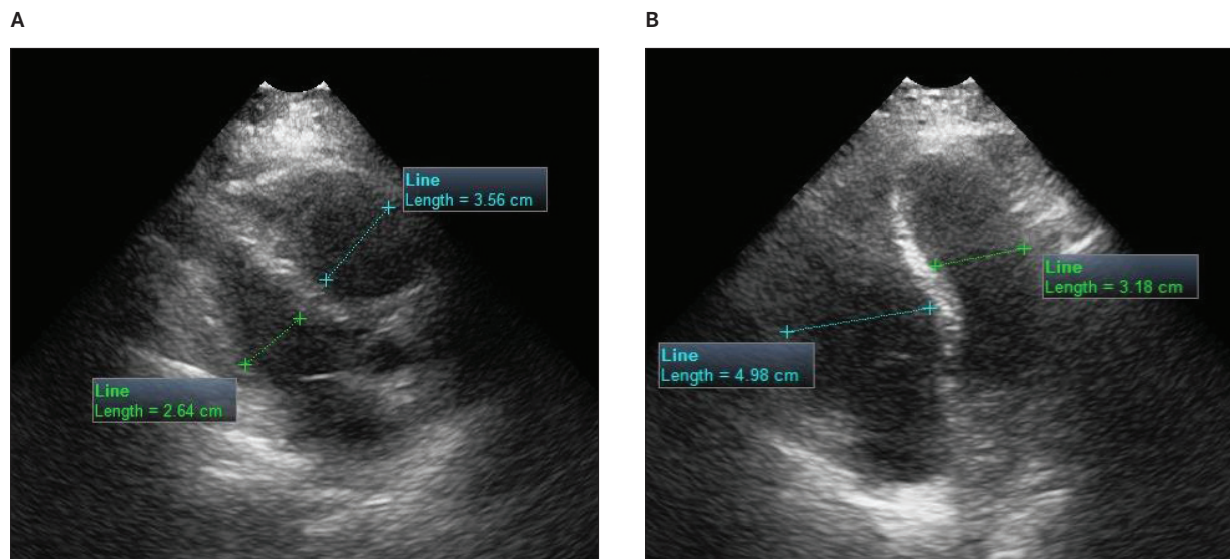 A
B
Line
Length = 3.56 cm
Line
Length = 2.64 cm
Line
Length = 3.18 cm
Line
Length = 4.98 cm